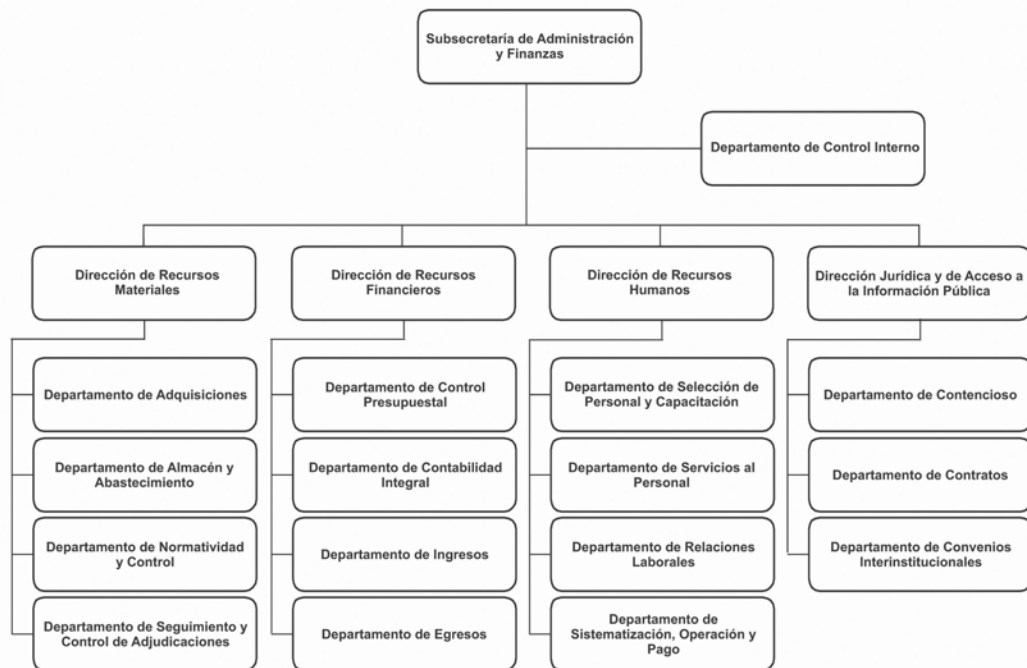 Subsecretaría de Administración
y Finanzas
Departamento de Control Interno
Dirección de Recursos
Materiales
Dirección de Recursos
Financieros
Dirección de Recursos
Humanos
Dirección Jurídica y de Acceso a
la Información Pública
Departamento de Adquisiciones
Departamento de Almacén y
Abastecimiento
Departamento de Normatividad
y Control
Departamento de Seguimiento y
Control de Adjudicaciones
Departamento de Control
Presupuestal
Departamento de Contabilidad
Integral
Departamento de Ingresos
Departamento de Egresos
Departamento de Selección de
Personal y Capacitación
Departamento de Servicios al
Personal
Departamento de Relaciones
Laborales
Departamento de
Sistematización, Operación y
Pago
Departamento de Contencioso
Departamento de Contratos
Departamento de Convenios
Interinstitucionales